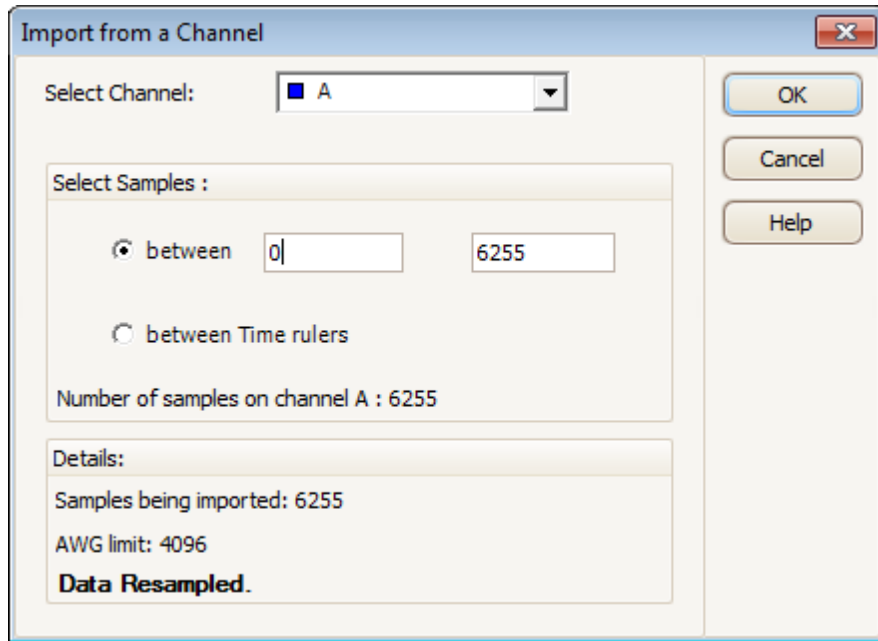 Import from a Channel
Select Channel: A
OK
Cancel
Help
Select Samples :
between 0 6255
between Time rulers
Number of samples on channel A : 6255
Details:
Samples being imported: 6255
AWG limit: 4096
Data Resampled.